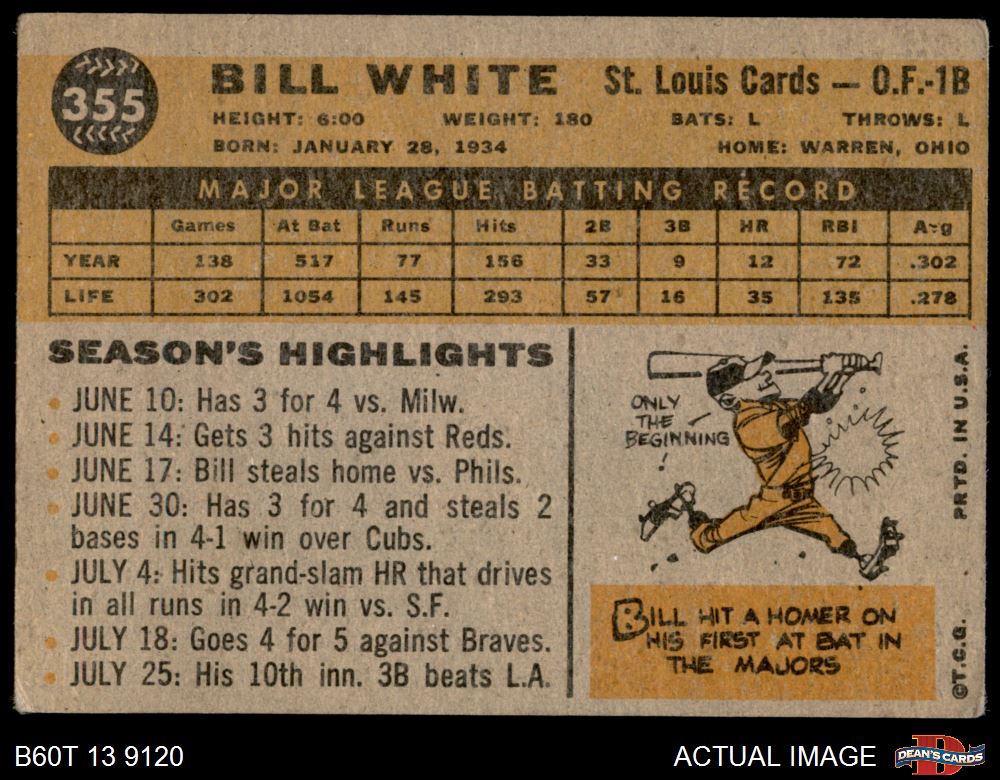 355
BILL WHITE St. Louis Cards — O.F.-1B
HEIGHT: 6:00 WEIGHT: 180 BATS: L THROWS: L
BORN: JANUARY 28, 1934 HOME: WARREN, OHIO
MAJOR LEAGUE BATTING RECORD
Games At Bat Runs Hits 2B 3B HR RBI Avg
YEAR 138 517 77 156 33 9 12 72 .302
LIFE 302 1054 145 293 57 16 35 135 .278
SEASON'S HIGHLIGHTS
• JUNE 10: Has 3 for 4 vs. Milw.
• JUNE 14: Gets 3 hits against Reds.
• JUNE 17: Bill steals home vs. Phils.
• JUNE 30: Has 3 for 4 and steals 2
bases in 4-1 win over Cubs.
• JULY 4: Hits grand-slam HR that drives
in all runs in 4-2 win vs. S.F.
• JULY 18: Goes 4 for 5 against Braves.
• JULY 25: His 10th inn. 3B beats L.A.
ONLY
THE
BEGINNING
!
BILL HIT A HOMER ON
HIS FIRST AT BAT IN
THE MAJORS
PRTD. IN U.S.A.
©T.C.G.
B60T 13 9120
ACTUAL IMAGE
DEAN'S CARDS